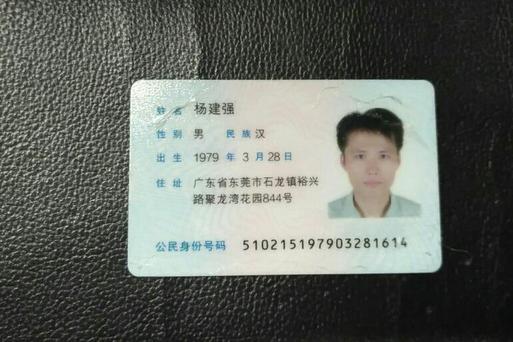 姓名 杨建强
性别 男 民族 汉
出生 1979 年 3 月 28 日
住址 广东省东莞市石龙镇裕兴
路聚龙湾花园844号
公民身份号码 510215197903281614